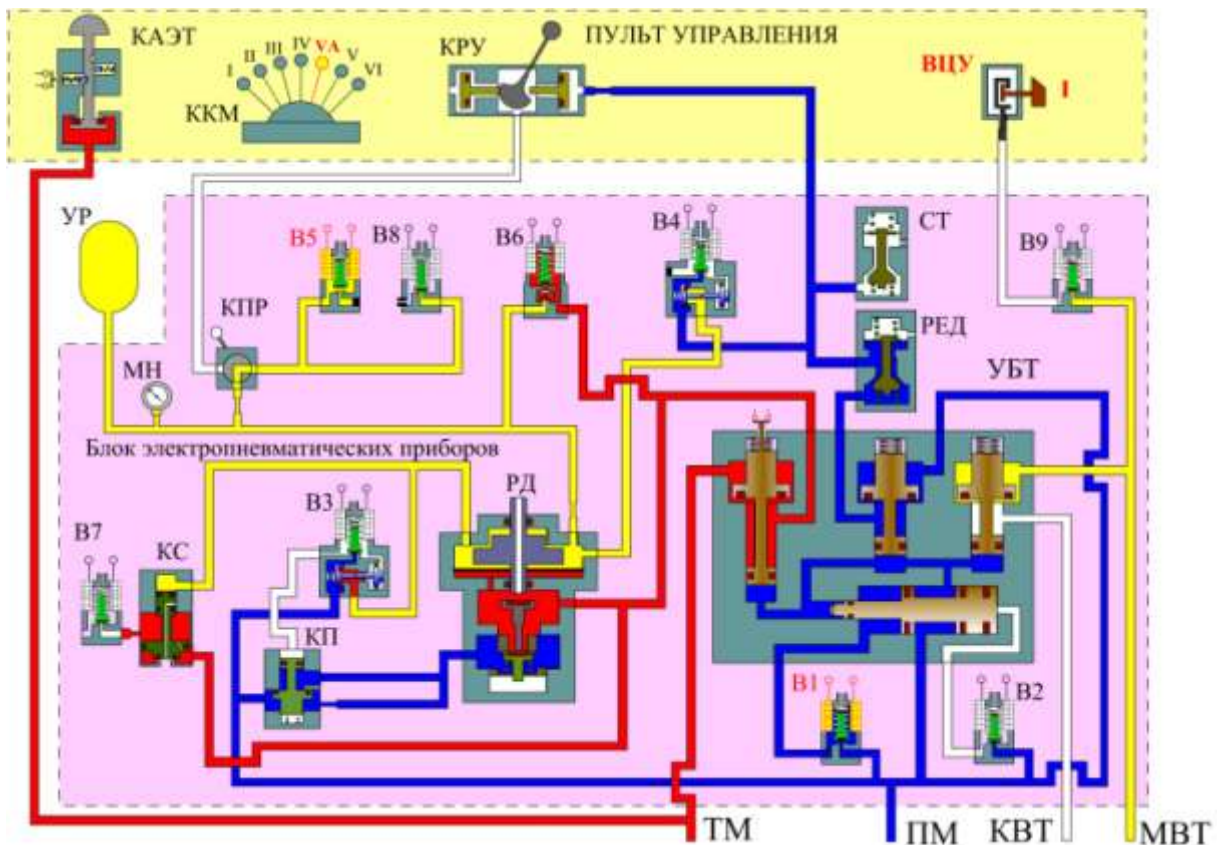 КАЭТ
I
II
III
IV
VA
V
VI
ККМ
КРУ
ПУЛЬТ УПРАВЛЕНИЯ
ВЦУ
I
УР
В5
В8
В6
В4
СТ
В9
КПР
РЕД
МН
УБТ
Блок электропневматических приборов
РД
В3
В7
КС
КП
В1
В2
ТМ
ПМ
КВТ
МВТ